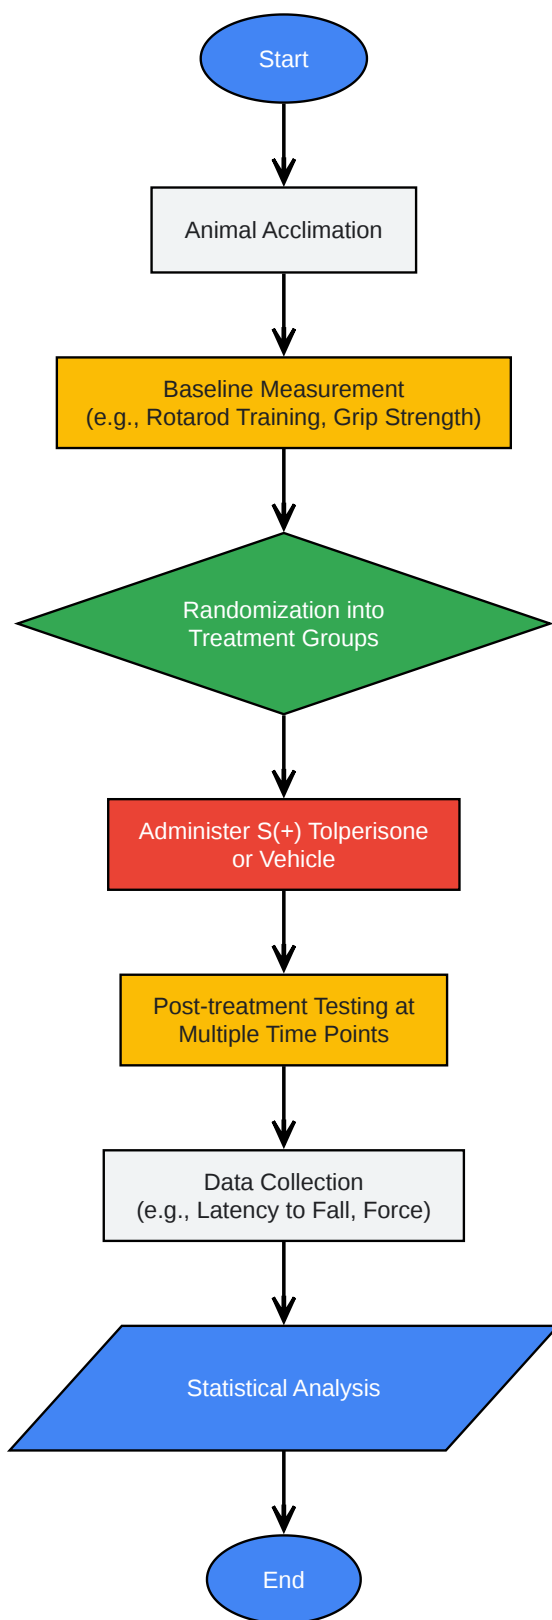 Start
Animal Acclimation
Baseline Measurement
(e.g., Rotarod Training, Grip Strength)
Randomization into
Treatment Groups
Administer S(+) Tolperisone
or Vehicle
Post-treatment Testing at
Multiple Time Points
Data Collection
(e.g., Latency to Fall, Force)
Statistical Analysis
End